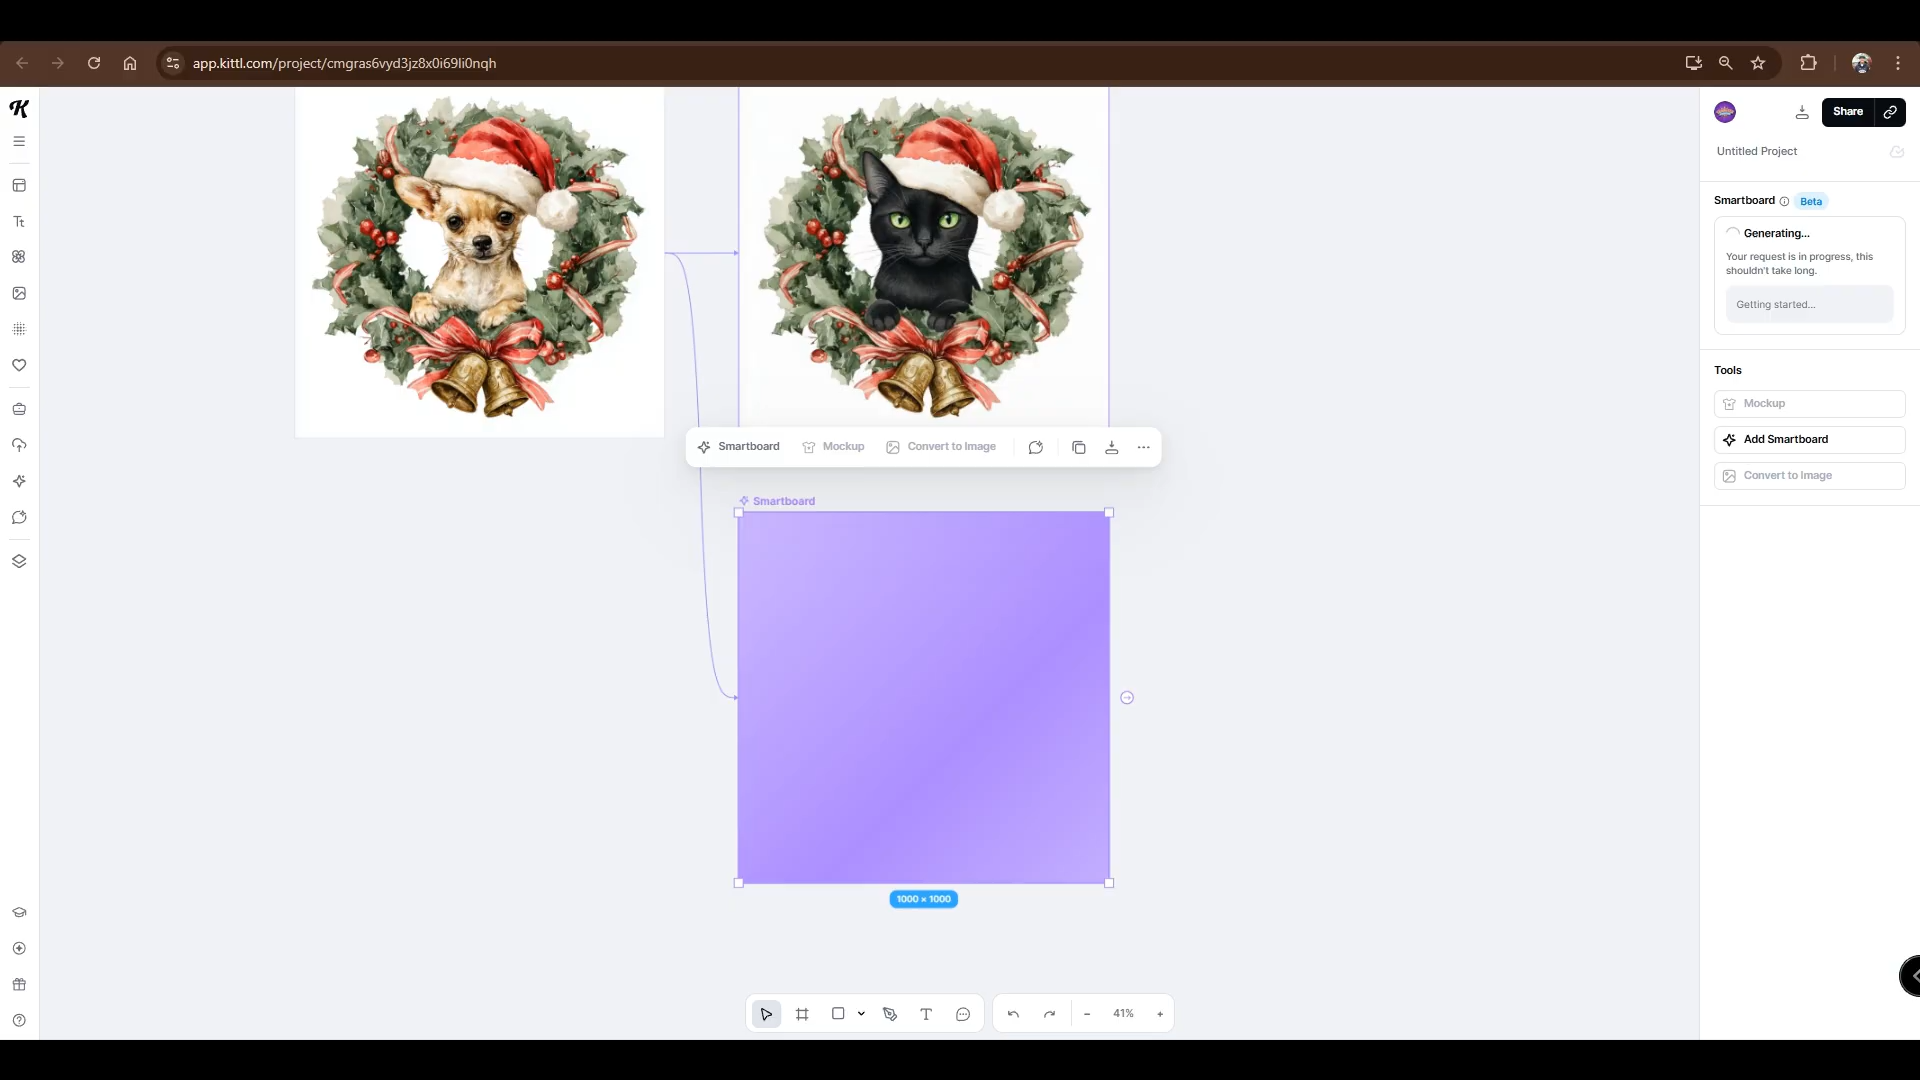 app.kittl.com/project/cmgras6vyd3jz8x0i69li0nqh
K
Share
Untitled Project
Smartboard Beta
Generating...
Your request is in progress, this
shouldn't take long.
Getting started...
Tools
Mockup
Add Smartboard
Convert to Image
Tt
Smartboard Mockup Convert to Image
Smartboard
1000 × 1000
T
41%